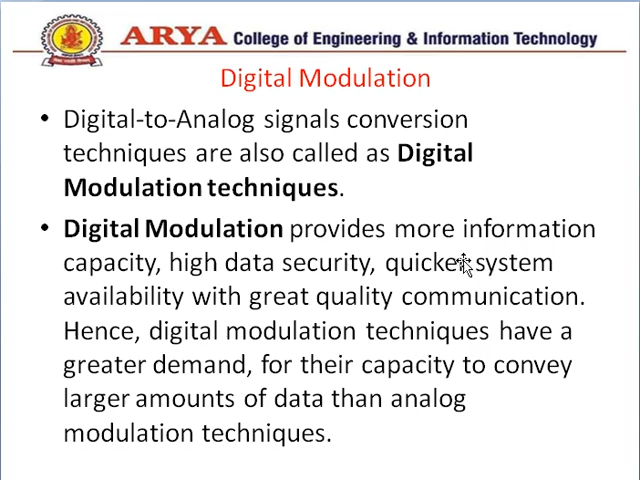 ARYA College of Engineering & Information Technology
Digital Modulation
• Digital-to-Analog signals conversion
techniques are also called as Digital
Modulation techniques.
• Digital Modulation provides more information
capacity, high data security, quicker system
availability with great quality communication.
Hence, digital modulation techniques have a
greater demand, for their capacity to convey
larger amounts of data than analog
modulation techniques.